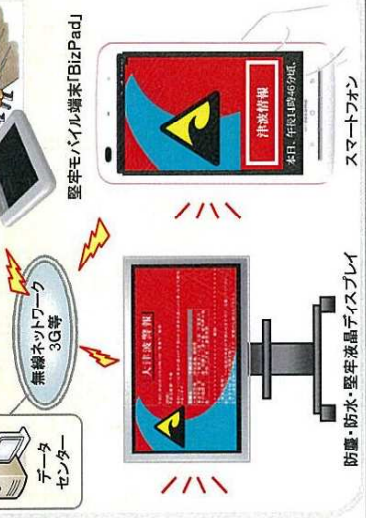 データ
センター
無線ネットワーク
3G等
堅牢モバイル端末「BizPad」
大津波警報
津波情報
本日、午後14時46分頃、
防塵・防水・堅牢液晶ディスプレイ
スマートフォン